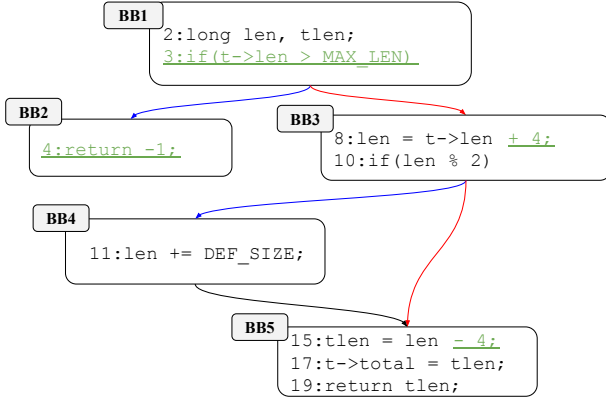 BB1
2:long len, tlen;
3:if(t->len > MAX_LEN)
BB2
4:return -1;
BB3
8:len = t->len + 4;
10:if(len % 2)
BB4
11:len += DEF_SIZE;
BB5
15:tlen = len - 4;
17:t->total = tlen;
19:return tlen;